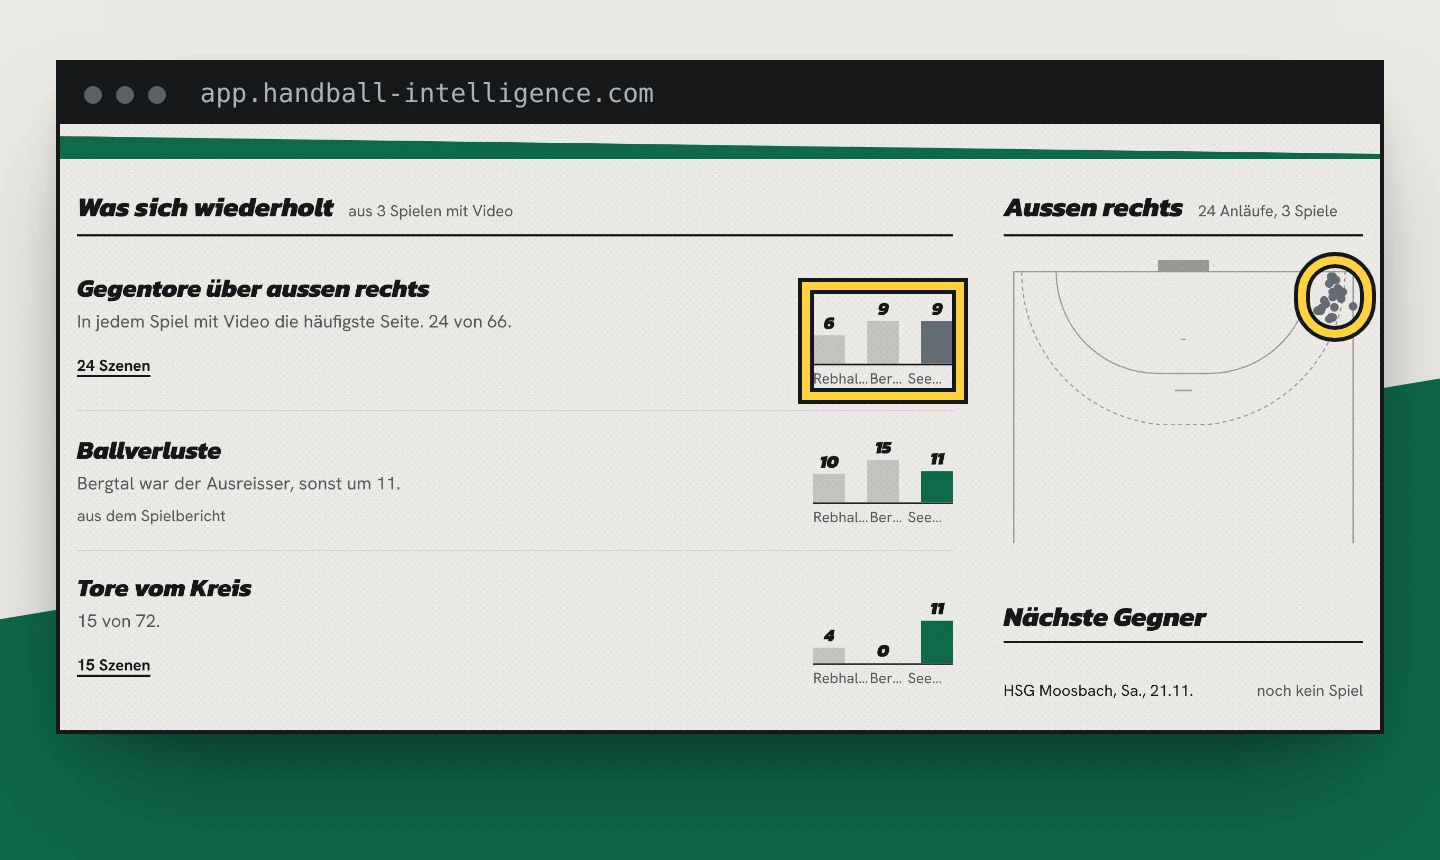 app.handball-intelligence.com
Was sich wiederholt aus 3 Spielen mit Video
Gegentore über aussen rechts
In jedem Spiel mit Video die häufigste Seite. 24 von 66.
24 Szenen
6 9 9
Rebhal... Ber... See...
Ballverluste
Bergtal war der Ausreisser, sonst um 11.
aus dem Spielbericht
10 15 11
Rebhal... Ber... See...
Tore vom Kreis
15 von 72.
15 Szenen
4 0 11
Rebhal... Ber... See...
Aussen rechts 24 Anläufe, 3 Spiele
Nächste Gegner
HSG Moosbach, Sa., 21.11. noch kein Spiel